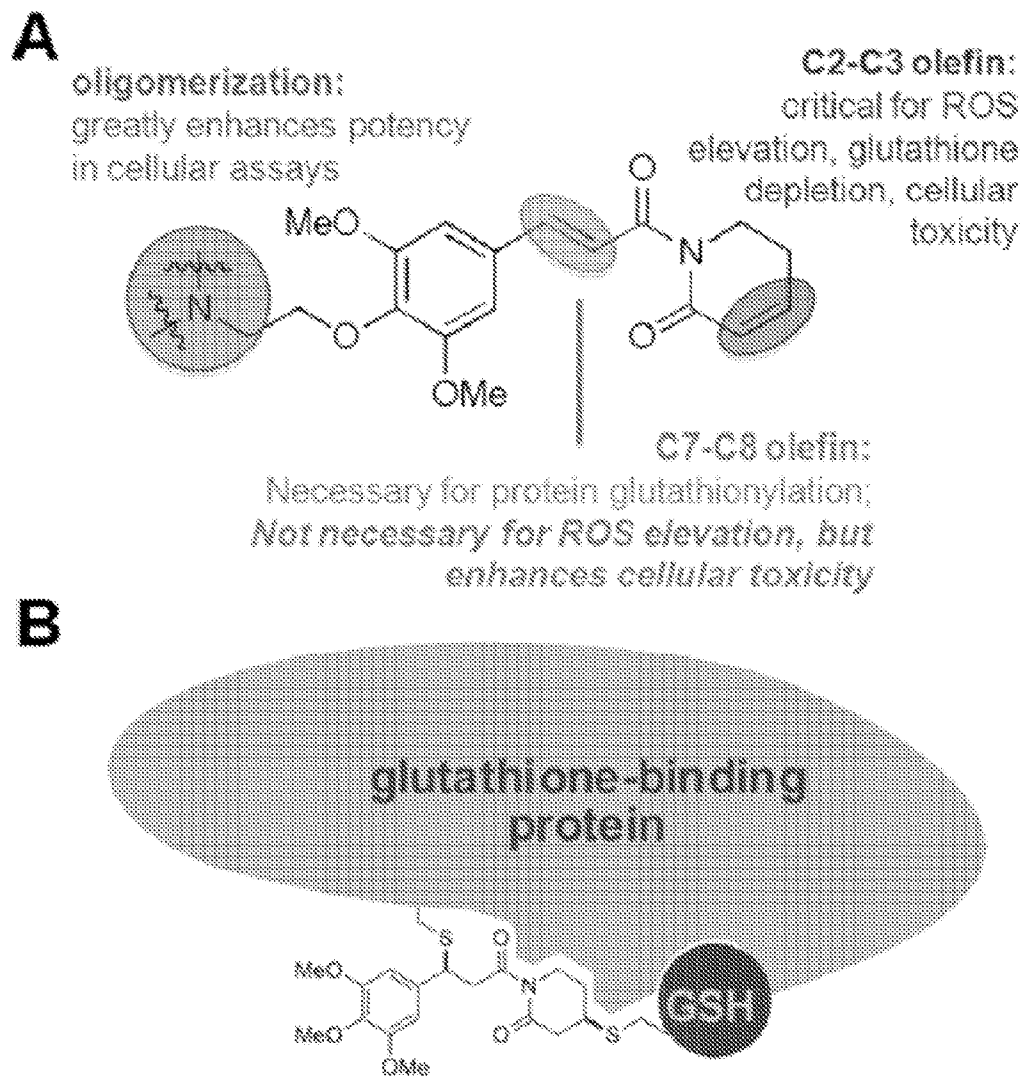 A
oligomerization:
greatly enhances potency
in cellular assays
C2-C3 olefin:
critical for ROS
elevation, glutathione
depletion, cellular
toxicity
O
MeO
N
N
O
O
OMe
C7-C8 olefin:
Necessary for protein glutathionylation;
Not necessary for ROS elevation, but
enhances cellular toxicity
B
glutathione-binding
protein
S
O
MeO
N
GSH
MeO
O
S
OMe